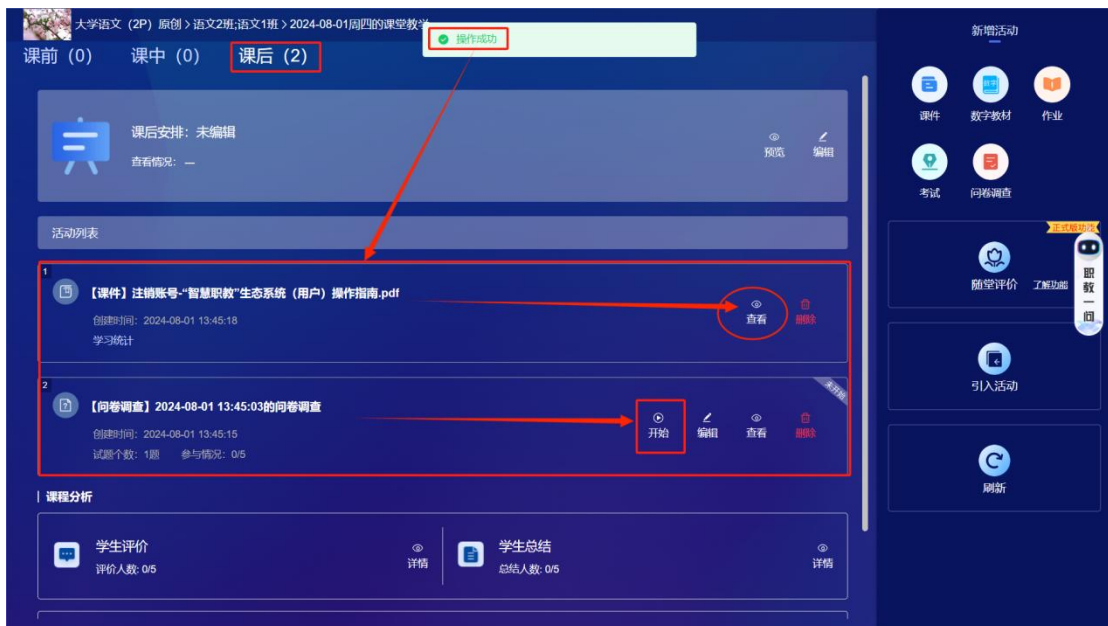 大学语文（2P）原创 > 语文2班;语文1班 > 2024-08-01周四的课堂教学
操作成功
课前（0） 课中（0） 课后（2）
课后安排：未编辑
查看情况： —
预览 编辑
活动列表
1
【课件】注销账号-“智慧职教”生态系统（用户）操作指南.pdf
创建时间：2024-08-01 13:45:18
学习统计
查看 删除
2
未开始
【问卷调查】2024-08-01 13:45:03的问卷调查
创建时间：2024-08-01 13:45:15
试题个数：1题 参与情况：0/5
开始 编辑 查看 删除
课程分析
学生评价
评价人数: 0/5
详情
学生总结
总结人数: 0/5
详情
新增活动
课件 数字教材 作业
考试 问卷调查
正式版功能
随堂评价 了解功能
职教一问
引入活动
刷新